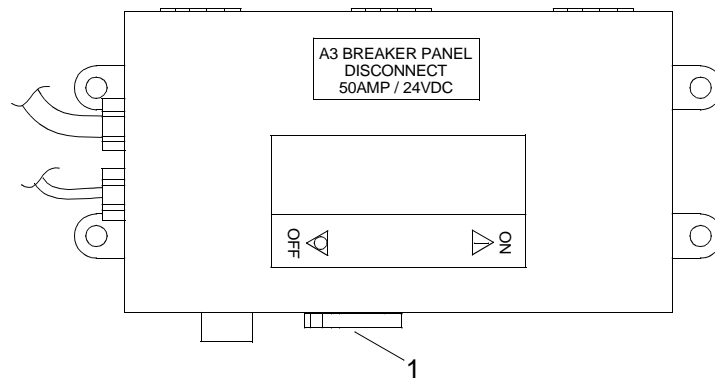 A3 BREAKER PANEL
DISCONNECT
50AMP / 24VDC
OFF
ON
1